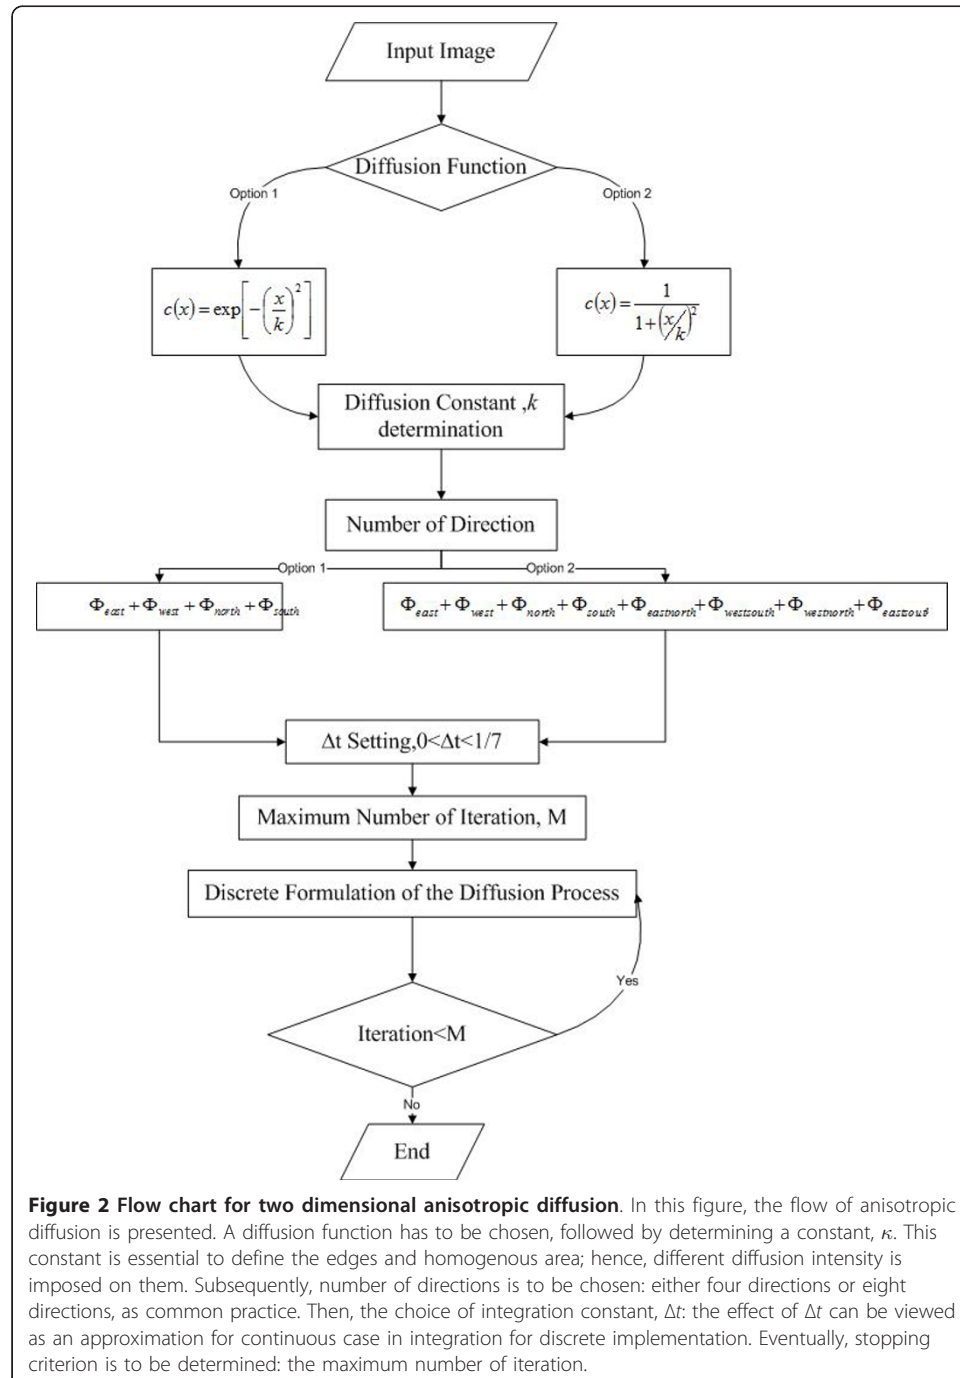 Input Image
Diffusion Function
Option 1
Option 2
c(x)=exp[-(x/k)^2]
c(x)=1/(1+(x/k)^2)
Diffusion Constant ,k
determination
Number of Direction
Option 1
Option 2
Φeast+Φwest+Φnorth+Φsouth
Φeast+Φwest+Φnorth+Φsouth+Φeastnorth+Φwestsouth+Φwestnorth+Φeastsout
Δt Setting,0<Δt<1/7
Maximum Number of Iteration, M
Discrete Formulation of the Diffusion Process
Yes
Iteration<M
No
End
Figure 2 Flow chart for two dimensional anisotropic diffusion. In this figure, the flow of anisotropic
diffusion is presented. A diffusion function has to be chosen, followed by determining a constant, κ. This
constant is essential to define the edges and homogenous area; hence, different diffusion intensity is
imposed on them. Subsequently, number of directions is to be chosen: either four directions or eight
directions, as common practice. Then, the choice of integration constant, Δt: the effect of Δt can be viewed
as an approximation for continuous case in integration for discrete implementation. Eventually, stopping
criterion is to be determined: the maximum number of iteration.